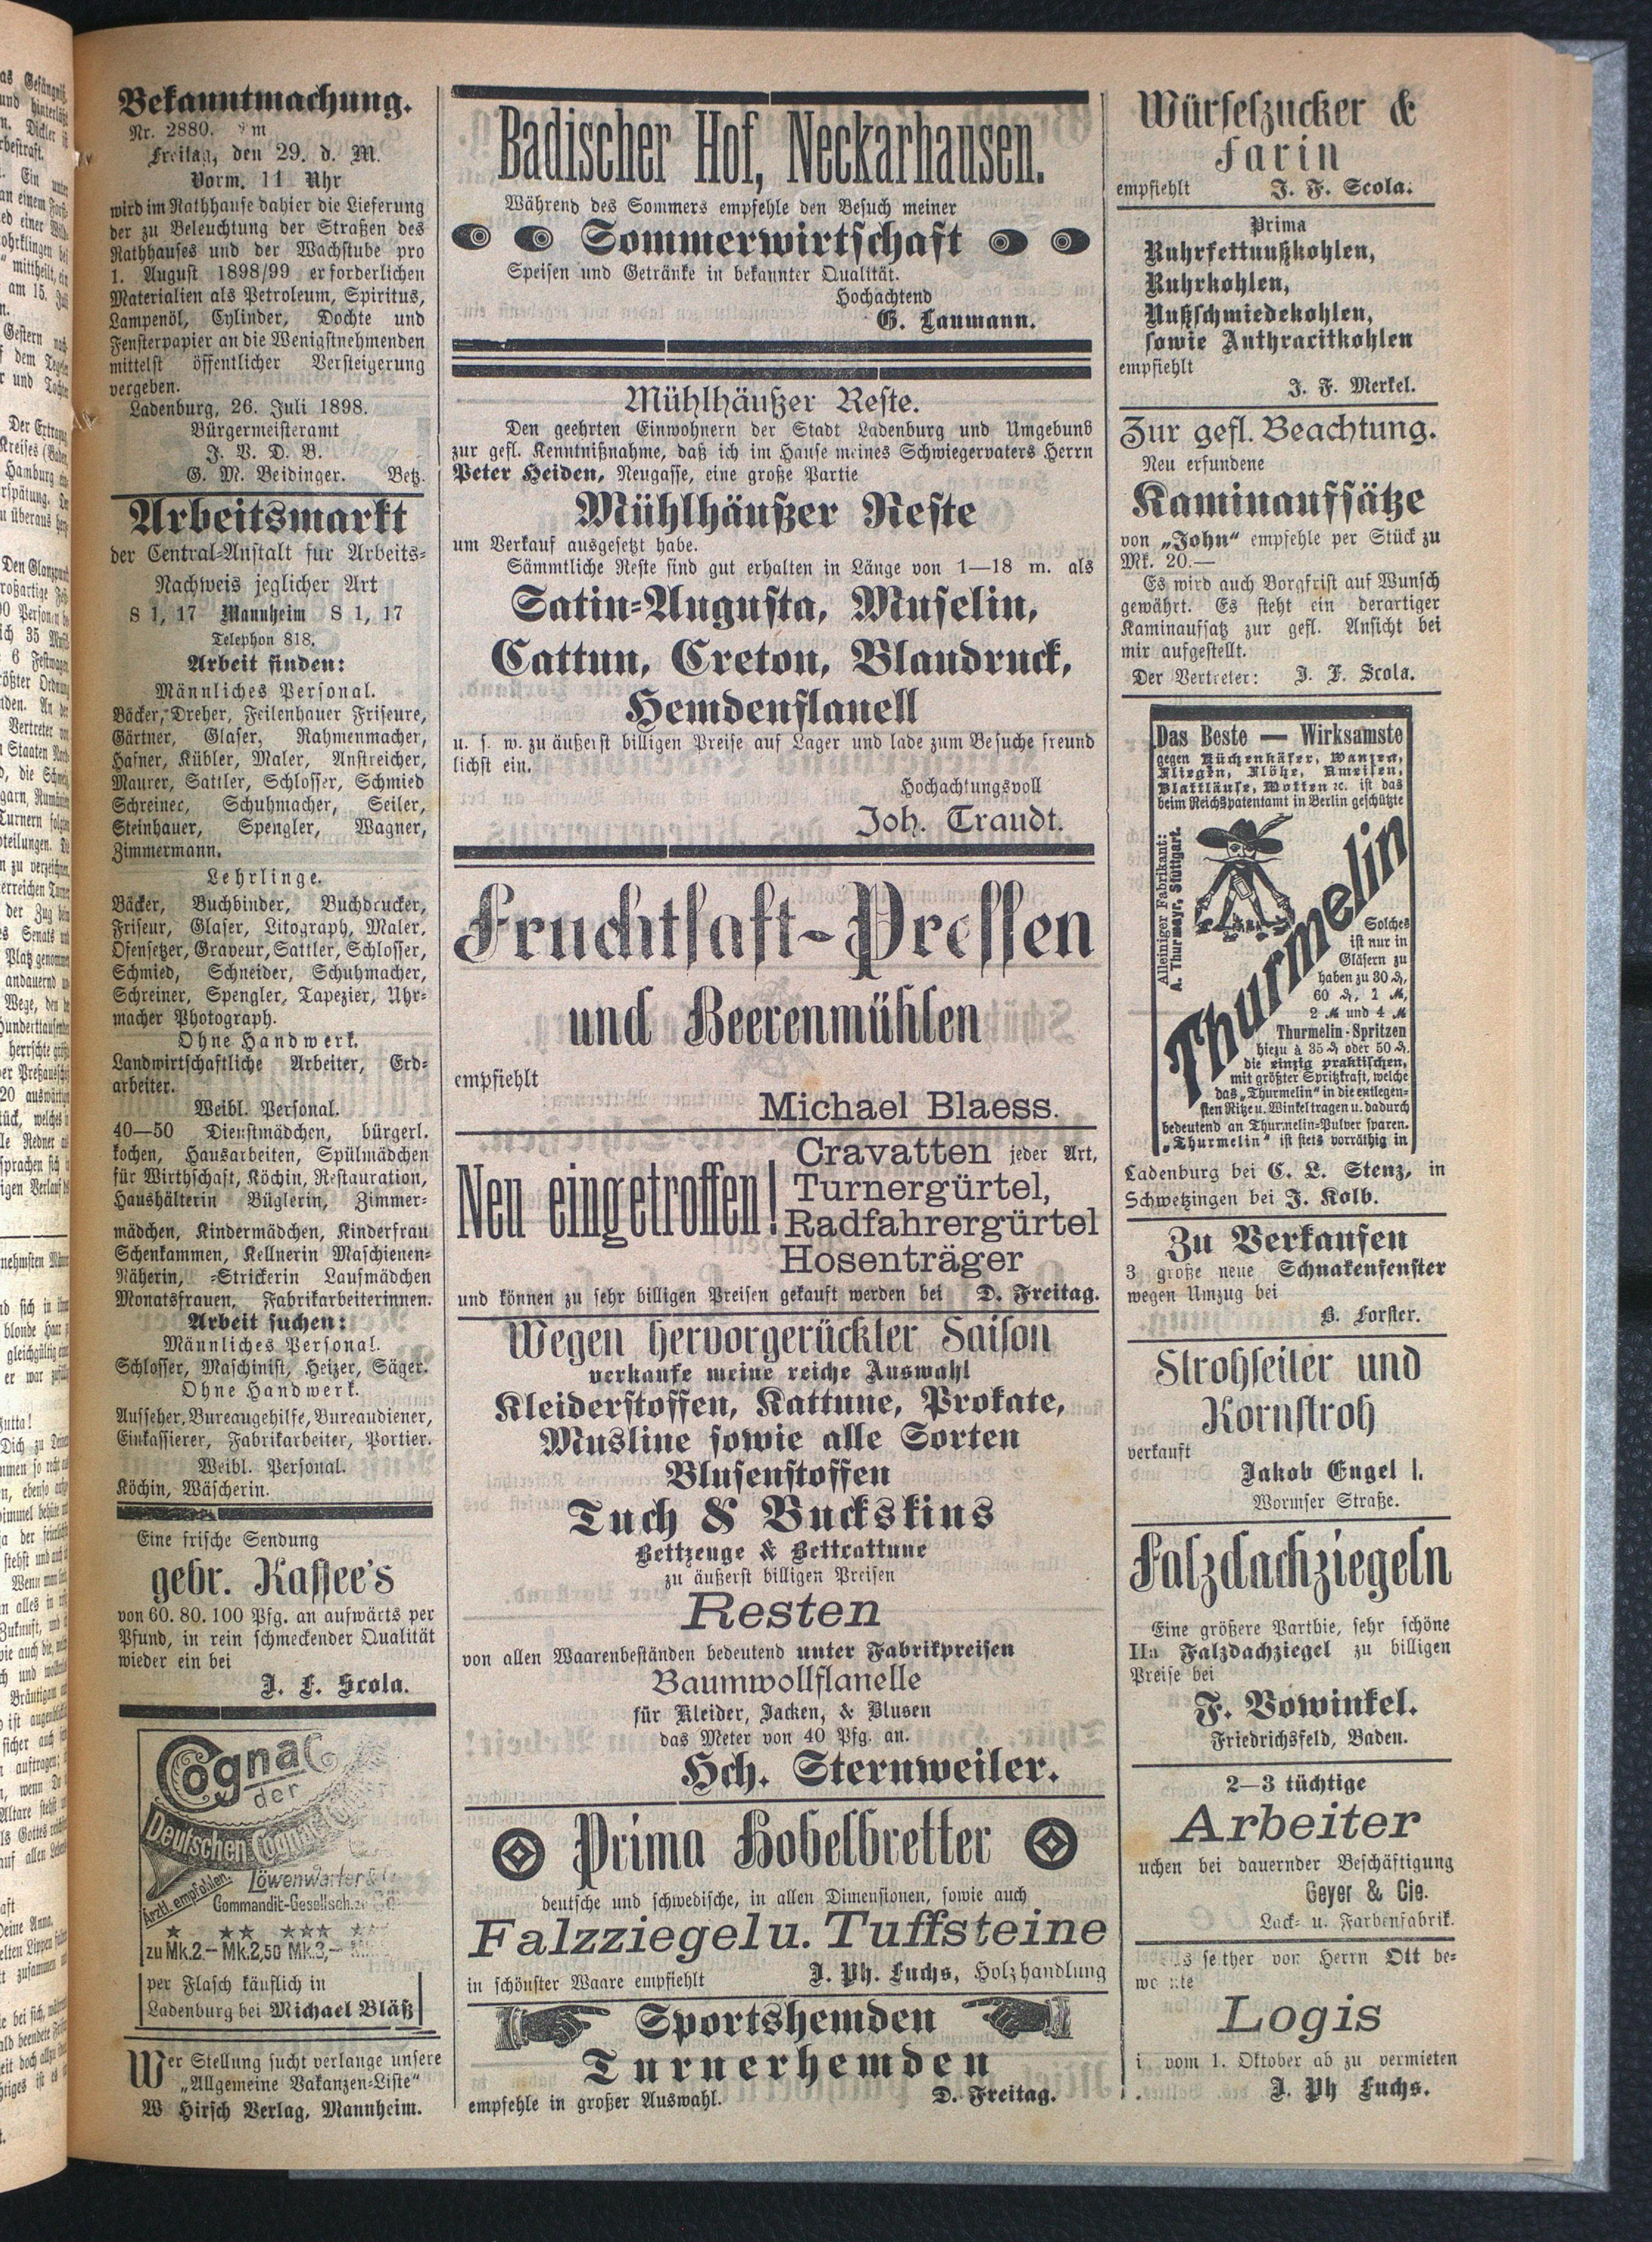 Bekanntmachung.
Nr. 2880.
Freitag, den 29. d. M.
Vorm. 11 Uhr
wird im Rathhause dahier die Lieferung
der zu Beleuchtung der Straßen des
Rathhauses und der Wachstube pro
1. August 1898/99 erforderlichen
Materialien als Petroleum, Spiritus,
Lampenöl, Cylinder, Dochte und
Fensterpapier an die Wenigstnehmenden
mittelst öffentlicher Versteigerung
vergeben.
Ladenburg, 26. Juli 1898.
Bürgermeisteramt
J. V. D. B.
G. M. Beidinger. Betz.
Arbeitsmarkt
der Central-Anstalt für Arbeits-
Nachweis jeglicher Art
S 1, 17 Mannheim S 1, 17
Telephon 818.
Arbeit finden:
Männliches Personal.
Bäcker, Dreher, Feilenhauer Friseure,
Gärtner, Glaser, Rahmenmacher,
Hafner, Kübler, Maler, Anstreicher,
Maurer, Sattler, Schlosser, Schmied
Schreiner, Schuhmacher, Seiler,
Steinhauer, Spengler, Wagner,
Zimmermann.
Lehrlinge.
Bäcker, Buchbinder, Buchdrucker,
Friseur, Glaser, Litograph, Maler,
Ofensetzer, Graveur, Sattler, Schlosser,
Schmied, Schneider, Schuhmacher,
Schreiner, Spengler, Tapezier, Uhr-
macher Photograph.
Ohne Handwerk.
Landwirtschaftliche Arbeiter, Erd-
arbeiter.
Weibl. Personal.
40—50 Dienstmädchen, bürgerl.
kochen, Hausarbeiten, Spülmädchen
für Wirthschaft, Köchin, Restauration,
Haushälterin Büglerin, Zimmer-
mädchen, Kindermädchen, Kinderfrau
Schenkammen, Kellnerin Maschienen-
Näherin, -Strickerin Laufmädchen
Monatsfrauen, Fabrikarbeiterinnen.
Arbeit suchen:
Männliches Personal.
Schlosser, Maschinist, Heizer, Säger.
Ohne Handwerk.
Aufseher, Bureaugehilfe, Bureaudiener,
Einkassierer, Fabrikarbeiter, Portier.
Weibl. Personal.
Köchin, Wäscherin.
Eine frische Sendung
gebr. Kaffee's
von 60. 80. 100 Pfg. an aufwärts per
Pfund, in rein schmeckender Qualität
wieder ein bei
J. F. Scola.
Cognac
der
Deutschen Cognac
Löwenwarter & Cie
Commandit-Gesellsch.
Ärztl. empfohlen.
★ ★★ ★★★
zu Mk. 2.— Mk. 2,50 Mk. 3,—
per Flasch käuflich in
Ladenburg bei Michael Bläß
Wer Stellung sucht verlange unsere
„Allgemeine Vakanzen-Liste“
W Hirsch Verlag, Mannheim.
Badischer Hof, Neckarhausen.
Während des Sommers empfehle den Besuch meiner
Sommerwirtschaft
Speisen und Getränke in bekannter Qualität.
Hochachtend
G. Laumann.
Mühlhäußer Reste.
Den geehrten Einwohnern der Stadt Ladenburg und Umgebung
zur gefl. Kenntnißnahme, daß ich im Hause meines Schwiegervaters Herrn
Peter Heiden, Neugasse, eine große Partie
Mühlhäußer Reste
um Verkauf ausgesetzt habe.
Sämmtliche Reste sind gut erhalten in Länge von 1—18 m. als
Satin-Augusta, Muselin,
Cattun, Creton, Blaudruck,
Hemdenflanell
u. s. w. zu äußerst billigen Preise auf Lager und lade zum Besuche freund
lichst ein.
Hochachtungsvoll
Joh. Traudt.
Fruchtsaft-Pressen
und Beerenmühlen
empfiehlt
Michael Blaess.
Neu eingetroffen!
Cravatten jeder Art,
Turnergürtel,
Radfahrergürtel
Hosenträger
und können zu sehr billigen Preisen gekauft werden bei D. Freitag.
Wegen hervorgerückter Saison
verkaufe meine reiche Auswahl
Kleiderstoffen, Kattune, Prokate,
Musline sowie alle Sorten
Blusenstoffen
Tuch & Buckskins
Bettzeuge & Bettcattune
zu äußerst billigen Preisen
Resten
von allen Waarenbeständen bedeutend unter Fabrikpreisen
Baumwollflanelle
für Kleider, Jacken, & Blusen
das Meter von 40 Pfg. an.
Hch. Sternweiler.
Prima Hobelbretter
deutsche und schwedische, in allen Dimensionen, sowie auch
Falzziegel u. Tuffsteine
in schönster Waare empfiehlt J. Ph. Fuchs, Holzhandlung
Sportshemden
Turnerhemden
empfehle in großer Auswahl. D. Freitag.
Würfelzucker &
Farin
empfiehlt J. F. Scola.
Prima
Ruhrfettnußkohlen,
Ruhrkohlen,
Nußschmiedekohlen,
sowie Anthracitkohlen
empfiehlt
J. F. Merkel.
Zur gefl. Beachtung.
Neu erfundene
Kaminaufsätze
von „John“ empfehle per Stück zu
Mk. 20.—
Es wird auch Borgfrist auf Wunsch
gewährt. Es steht ein derartiger
Kaminaufsatz zur gefl. Ansicht bei
mir aufgestellt.
Der Vertreter: J. F. Scola.
Das Beste — Wirksamste
gegen Küchenkäfer, Wanzen,
Fliegen, Flöhe, Ameisen,
Blattläuse, Motten ꝛc. ist das
beim Reichspatentamt in Berlin geschützte
Thurmelin
Alleiniger Fabrikant:
A. Thurmayr, Stuttgart.
Solches
ist nur in
Gläsern zu
haben zu 30 ₰,
60 ₰, 1 M,
2 M und 4 M
Thurmelin-Spritzen
hiezu à 35 ₰ oder 50 ₰.
die einzig praktischen,
mit größter Spritzkraft, welche
das „Thurmelin“ in die entlegen-
sten Ritze u. Winkel tragen u. dadurch
bedeutend an Thurmelin-Pulver sparen.
„Thurmelin“ ist stets vorräthig in
Ladenburg bei C. L. Stenz, in
Schwetzingen bei J. Kolb.
Zu Verkaufen
3 große neue Schnakenfenster
wegen Umzug bei
B. Forster.
Strohseiler und
Kornstroh
verkauft
Jakob Engel I.
Wormser Straße.
Falzdachziegeln
Eine größere Parthie, sehr schöne
IIa Falzdachziegel zu billigen
Preise bei
F. Vowinkel.
Friedrichsfeld, Baden.
2—3 tüchtige
Arbeiter
uchen bei dauernder Beschäftigung
Geyer & Cie.
Lack- u. Farbenfabrik.
seither von Herrn Ott be-
Logis
vom 1. Oktober ab zu vermieten
J. Ph Fuchs.